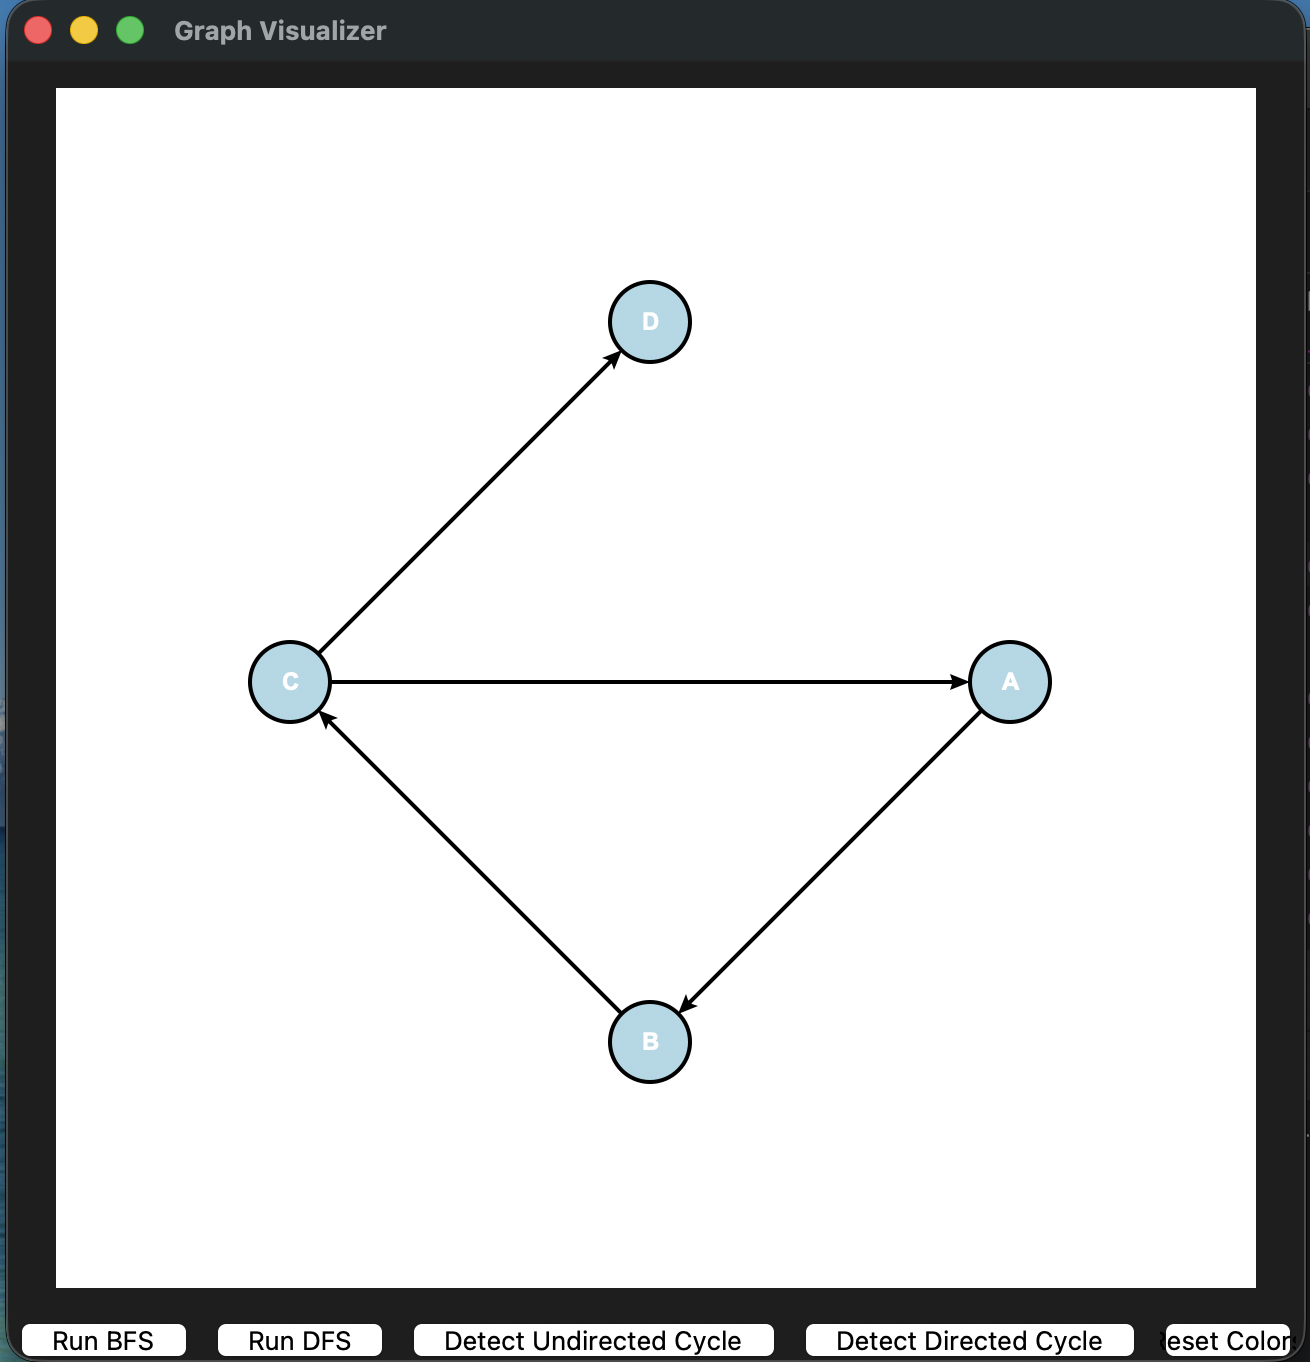 Graph Visualizer
D
C
A
B
Run BFS
Run DFS
Detect Undirected Cycle
Detect Directed Cycle
eset Color